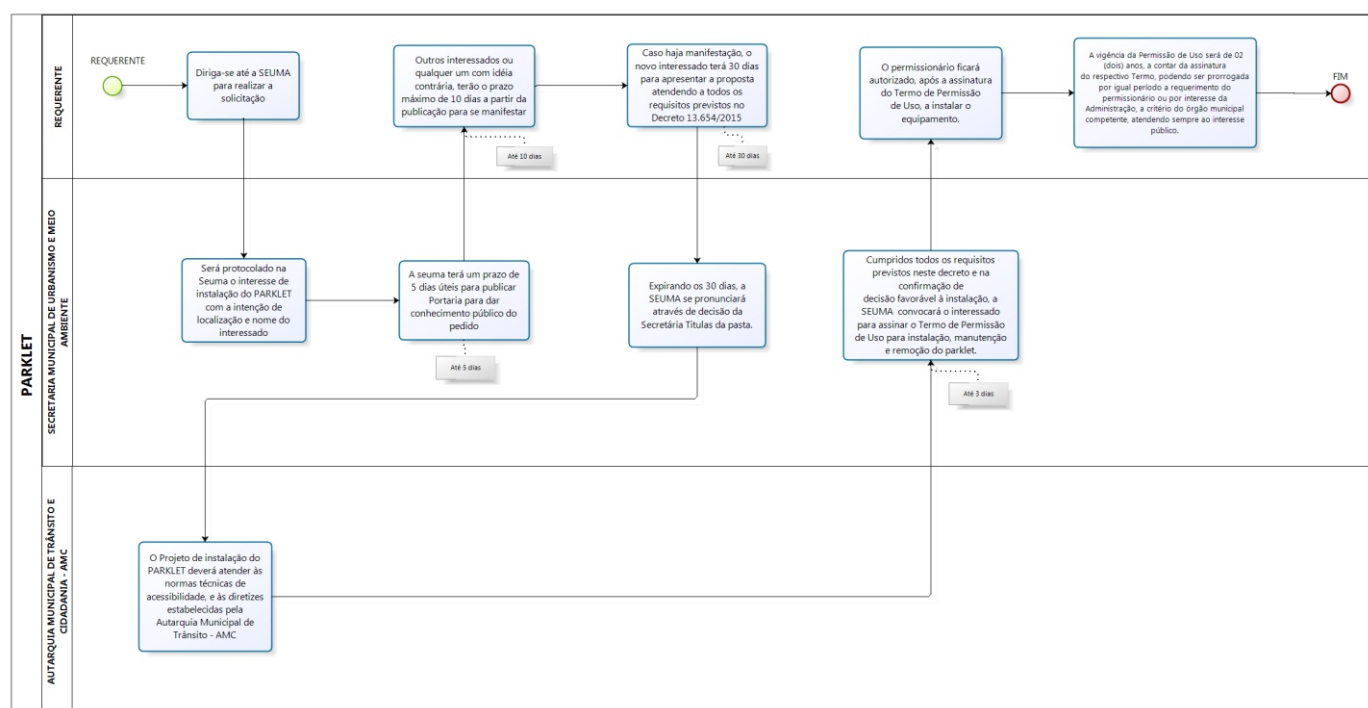 PARKLET
REQUERENTE
REQUERENTE
Diriga-se até a SEUMA
para realizar a
solicitação
Outros interessados ou
qualquer um com idéia
contrária, terão o prazo
máximo de 10 dias a partir da
publicação para se manifestar
Até 10 dias
Caso haja manifestação, o
novo interessado terá 30 dias
para apresentar a proposta
atendendo a todos os
requisitos previstos no
Decreto 13.654/2015
Até 30 dias
O permissionário ficará
autorizado, após a assinatura
do Termo de Permissão
de Uso, a instalar o
equipamento.
A vigência da Permissão de Uso será de 02
(dois) anos, a contar da assinatura
do respectivo Termo, podendo ser prorrogada
por igual período a requerimento do
permissionário ou por interesse da
Administração, a critério do órgão municipal
competente, atendendo sempre ao interesse
público.
FIM
SECRETARIA MUNICIPAL DE URBANISMO E MEIO
AMBIENTE
Será protocolado na
Seuma o interesse de
instalação do PARKLET
com a intenção de
localização e nome do
interessado
A seuma terá um prazo de
5 dias úteis para publicar
Portaria para dar
conhecimento público do
pedido
Até 5 dias
Expirando os 30 dias, a
SEUMA se pronunciará
através de decisão da
Secretária Titulas da pasta.
Cumpridos todos os requisitos
previstos neste decreto e na
confirmação de
decisão favorável à instalação, a
SEUMA convocará o interessado
para assinar o Termo de Permissão
de Uso para instalação, manutenção
e remoção do parklet.
Até 3 dias
AUTARQUIA MUNICIPAL DE TRÂNSITO E
CIDADANIA - AMC
O Projeto de instalação do
PARKLET deverá atender às
normas técnicas de
acessibilidade, e às diretizes
estabelecidas pela
Autarquia Municipal de
Trânsito - AMC